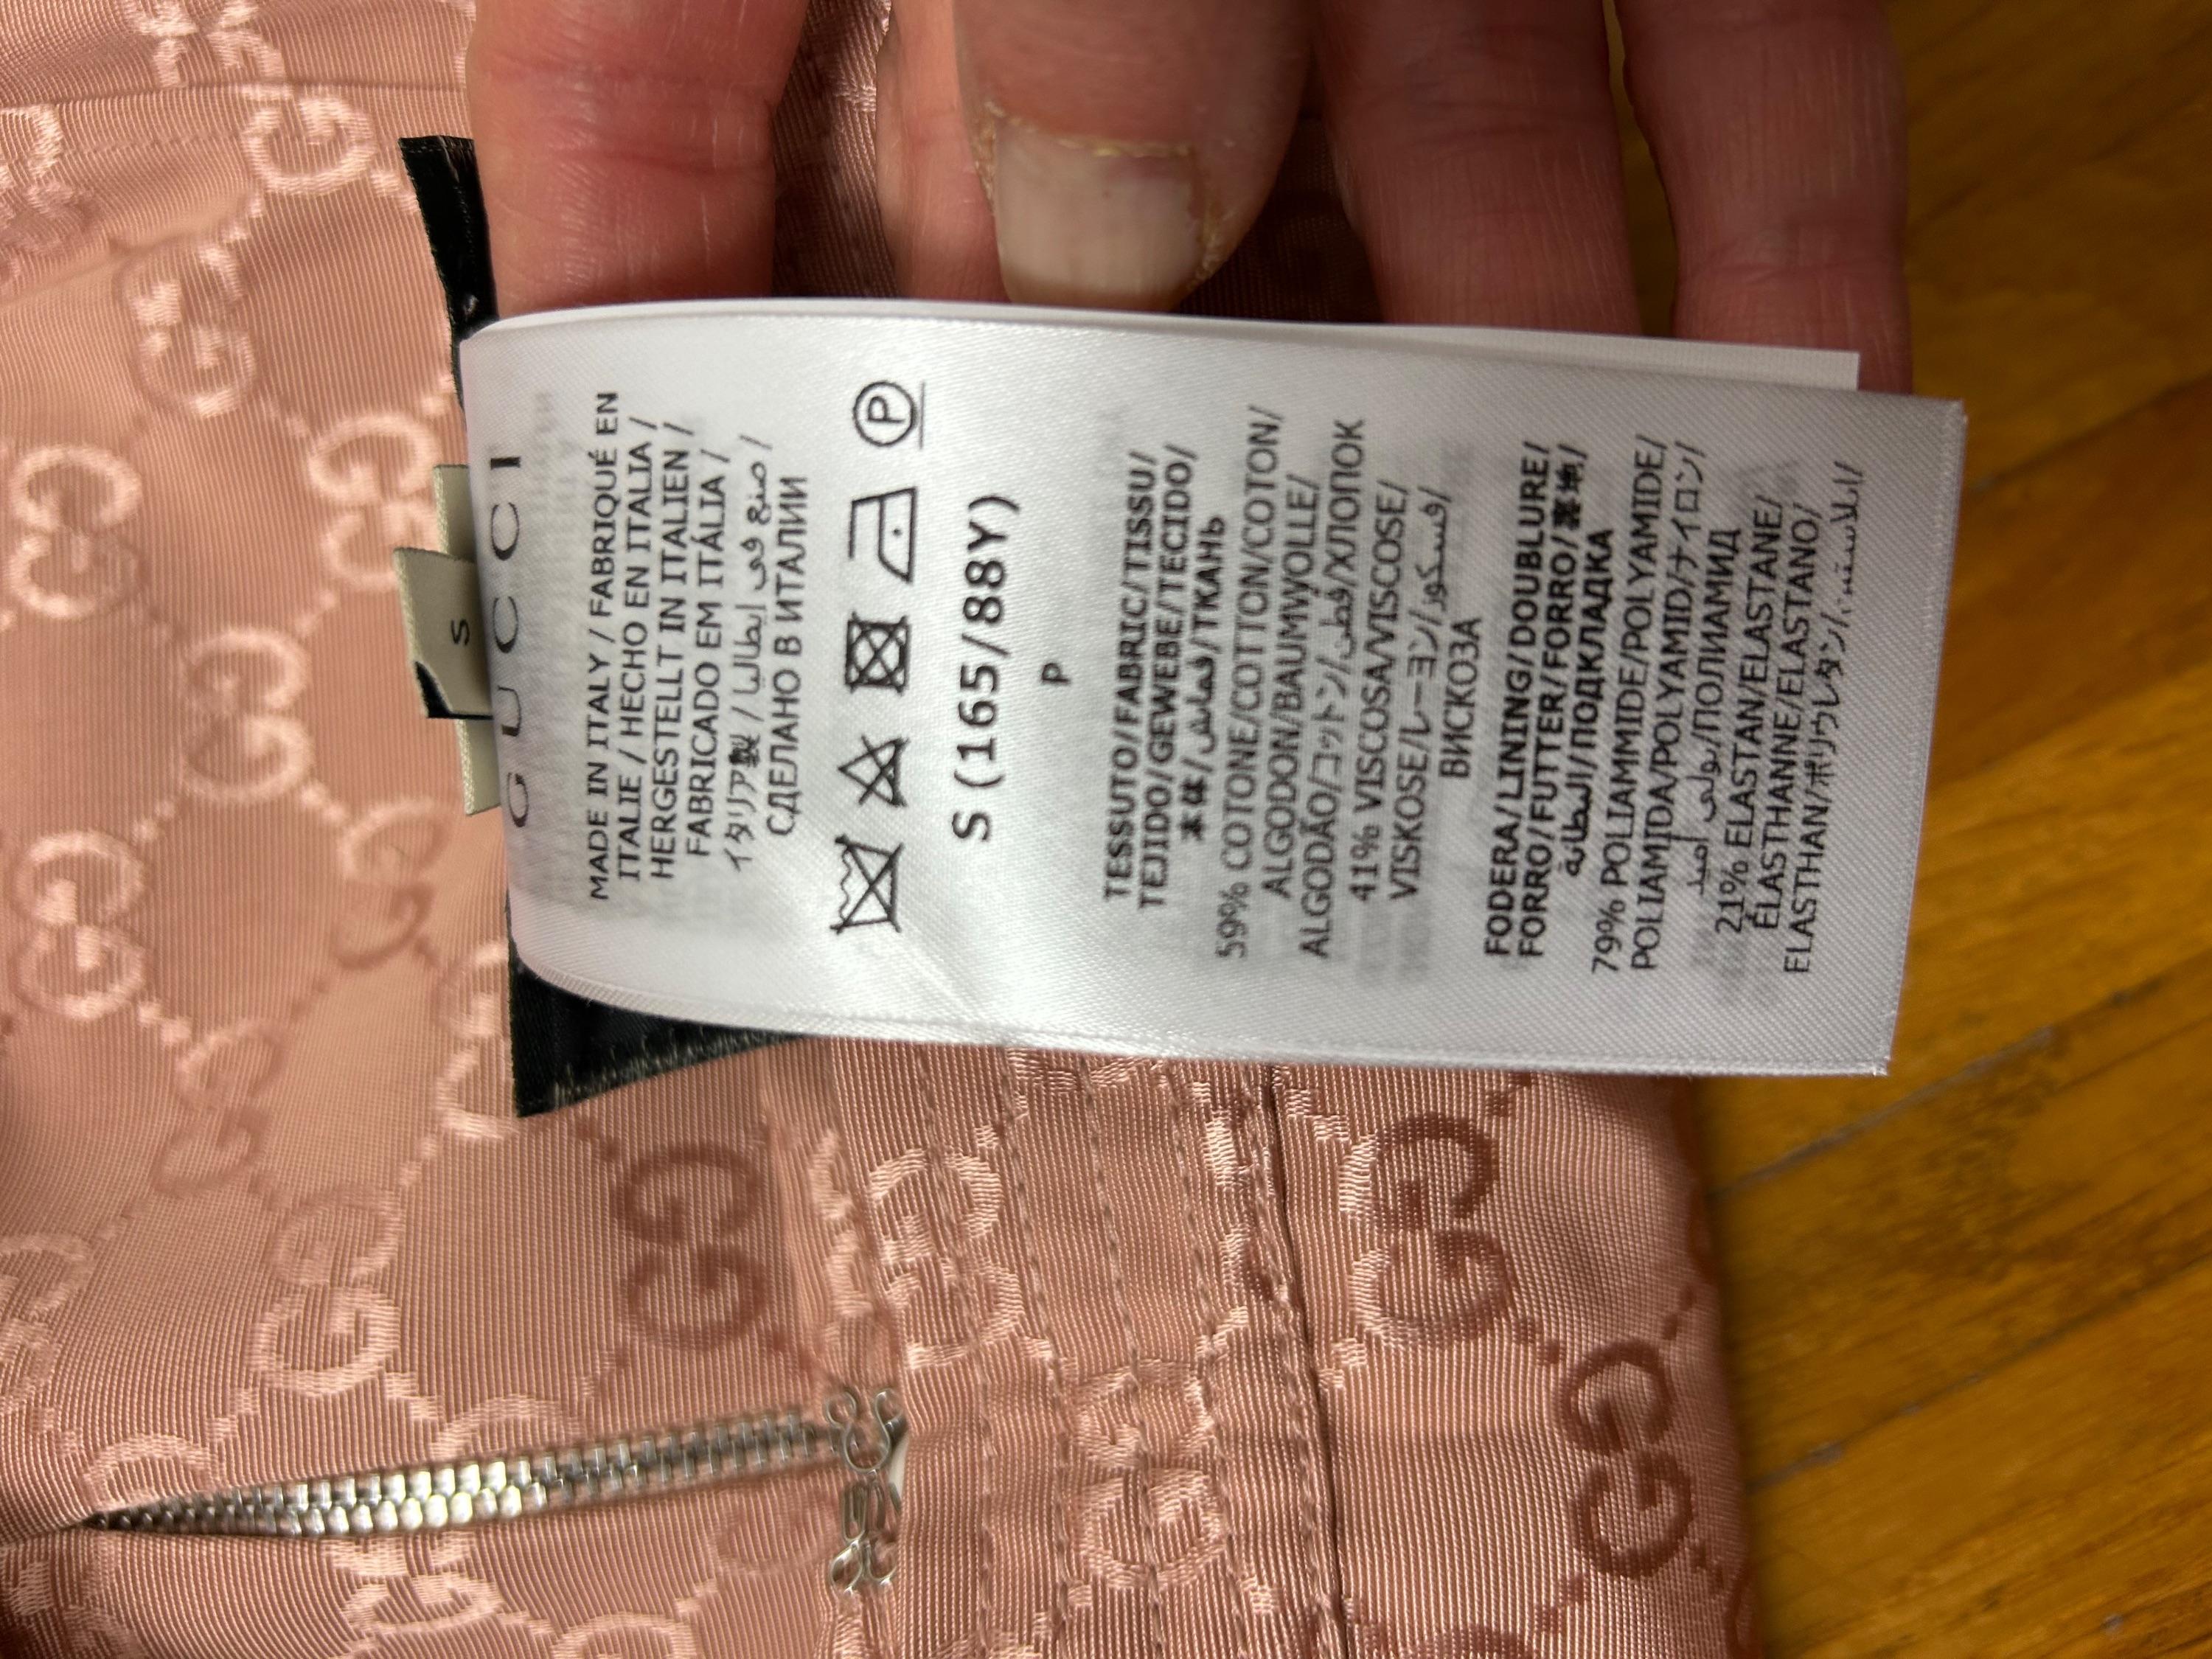 S
GUCCI
MADE IN ITALY / FABRIQUÉ EN
ITALIE / HECHO EN ITALIA /
HERGESTELLT IN ITALIEN /
FABRICADO EM ITÁLIA /
イタリア製 / صنع في إيطاليا /
СДЕЛАНО В ИТАЛИИ
P
S (165/88Y)
P
TESSUTO/FABRIC/TISSU/
TEJIDO/GEWEBE/TECIDO/
本体/قماش/ТКАНЬ
59% COTONE/COTTON/COTON/
ALGODON/BAUMWOLLE/
ALGODÃO/コットン/قطن/ХЛОПОК
41% VISCOSA/VISCOSE/
VISKOSE/レーヨン/فسكوز/
ВИСКОЗА
FODERA/LINING/DOUBLURE/
FORRO/FUTTER/FORRO/裏地/
البطانة/ПОДКЛАДКА
79% POLIAMMIDE/POLYAMIDE/
POLIAMIDA/POLYAMID/ナイロン/
بولي أميد/ПОЛИАМИД
21% ELASTAN/ELASTANE/
ÉLASTHANNE/ELASTANO/
ELASTHAN/ポリウレタン/